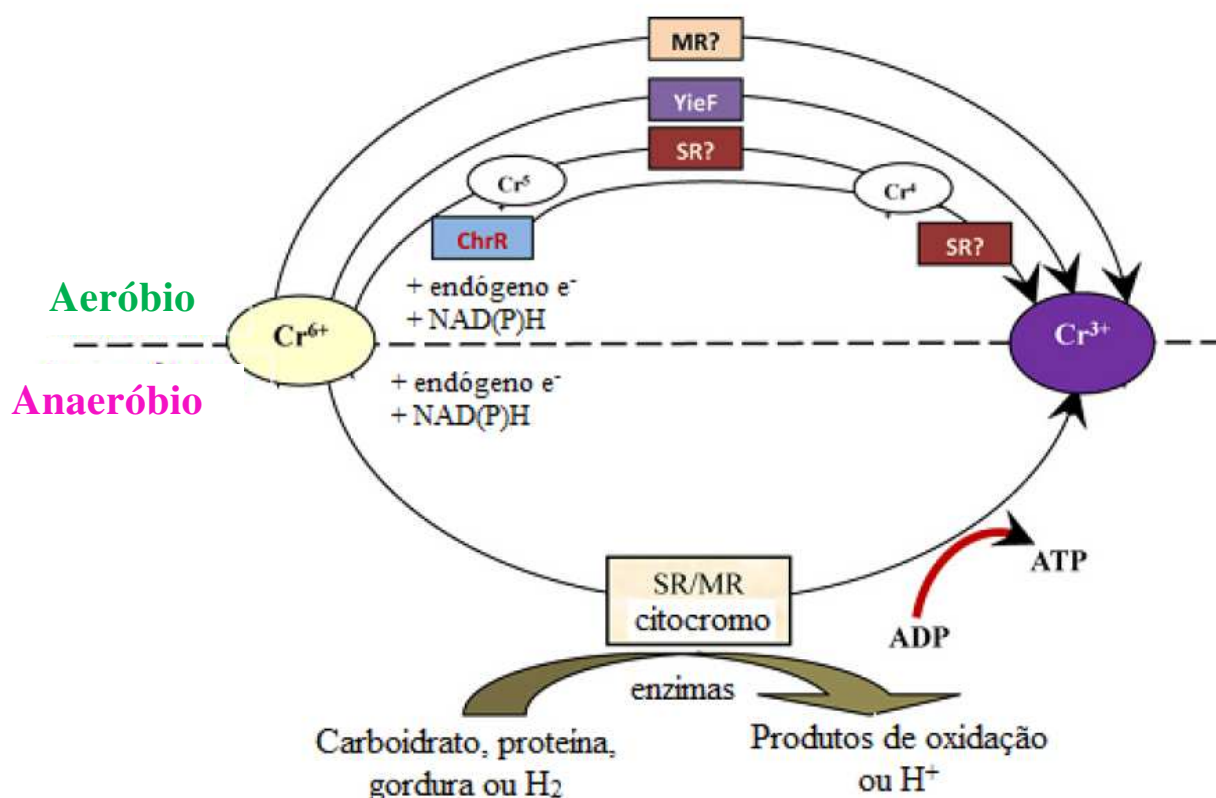 MR?
YieF
SR?
Cr⁵
Cr⁴
ChrR
SR?
+ endógeno e⁻
+ NAD(P)H
Aeróbio
Cr⁶⁺
Cr³⁺
Anaeróbio
+ endógeno e⁻
+ NAD(P)H
SR/MR
citocromo
ATP
ADP
enzimas
Carboidrato, proteína,
gordura ou H₂
Produtos de oxidação
ou H⁺